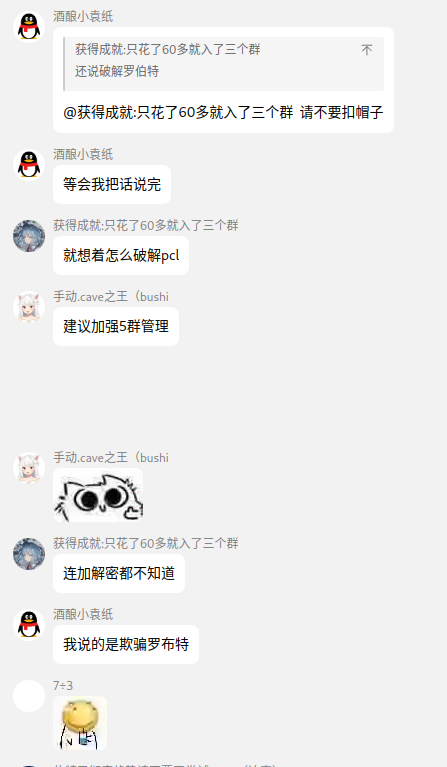 酒酿小袁纸
获得成就:只花了60多就入了三个群
还说破解罗伯特
@获得成就:只花了60多就入了三个群 请不要扣帽子
酒酿小袁纸
等会我把话说完
获得成就:只花了60多就入了三个群
就想着怎么破解pcl
手动.cave之王（bushi
建议加强5群管理
手动.cave之王（bushi
获得成就:只花了60多就入了三个群
连加解密都不知道
酒酿小袁纸
我说的是欺骗罗布特
7÷3